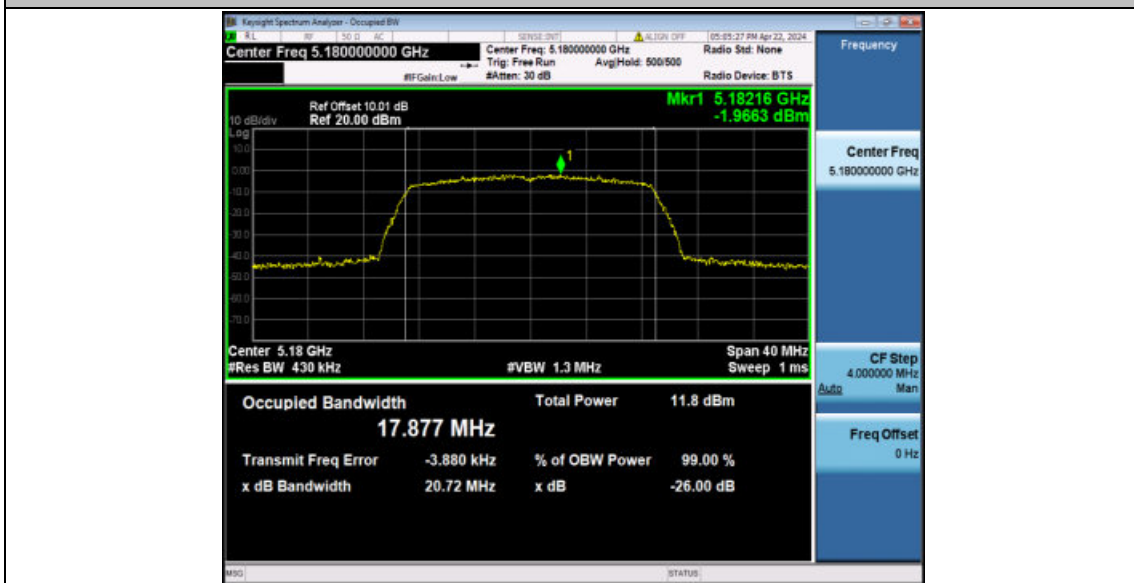 Keysight Spectrum Analyzer - Occupied BW
RL RF 50 Ω AC SENSE:INT ALIGN OFF 05:05:27 PM Apr 22, 2024
Center Freq 5.180000000 GHz
Center Freq: 5.180000000 GHz
Radio Std: None
Trig: Free Run Avg|Hold: 500/500
#IFGain:Low #Atten: 30 dB Radio Device: BTS
Frequency
Mkr1 5.18216 GHz
-1.9663 dBm
Ref Offset 10.01 dB
10 dB/div Ref 20.00 dBm
Log
10.0
0.00
-10.0
-20.0
-30.0
-40.0
-50.0
-60.0
-70.0
1
Center 5.18 GHz Span 40 MHz
#Res BW 430 kHz #VBW 1.3 MHz Sweep 1 ms
Occupied Bandwidth Total Power 11.8 dBm
17.877 MHz
Transmit Freq Error -3.880 kHz % of OBW Power 99.00 %
x dB Bandwidth 20.72 MHz x dB -26.00 dB
Center Freq
5.180000000 GHz
CF Step
4.000000 MHz
Auto Man
Freq Offset
0 Hz
MSG STATUS